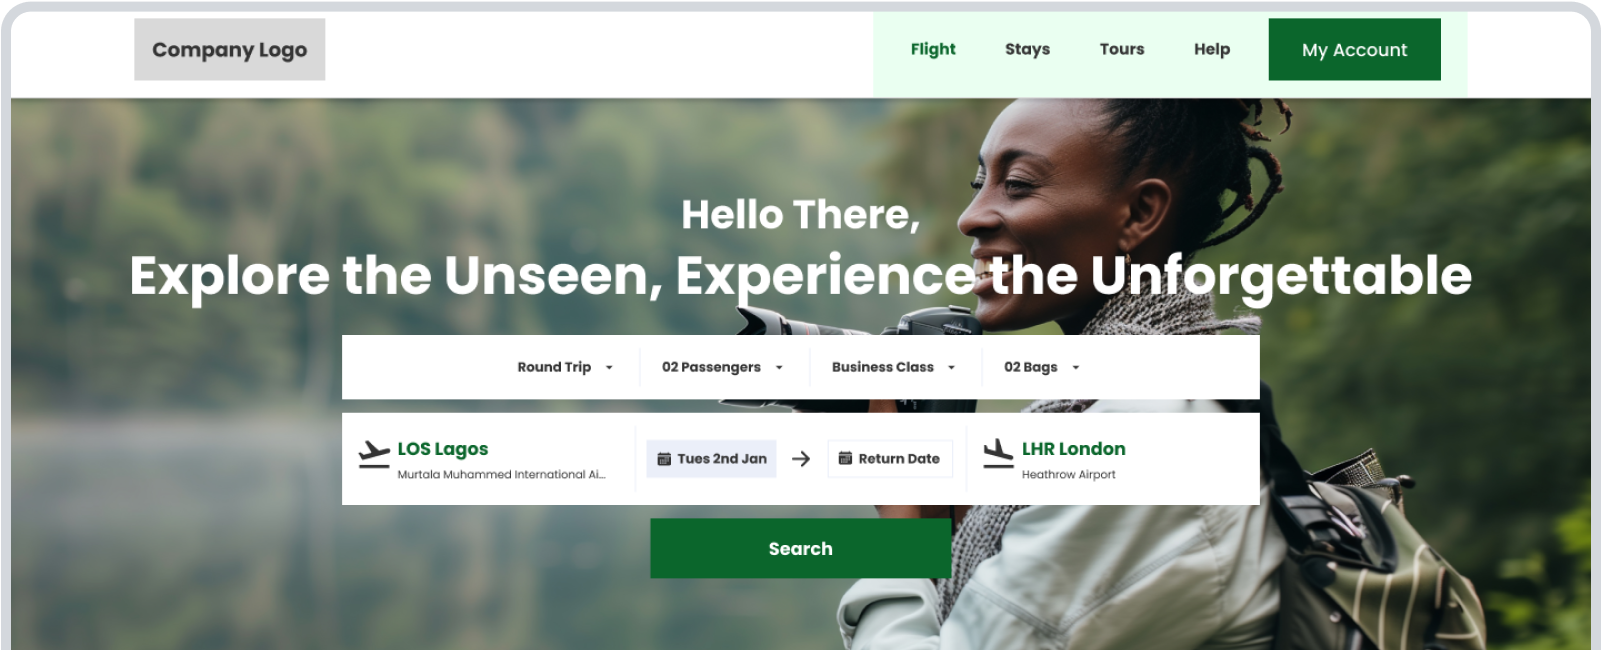 Company Logo
Flight Stays Tours Help My Account
Hello There,
Explore the Unseen, Experience the Unforgettable
Round Trip 02 Passengers Business Class 02 Bags
LOS Lagos
Murtala Muhammed International Ai...
Tues 2nd Jan
Return Date
LHR London
Heathrow Airport
Search